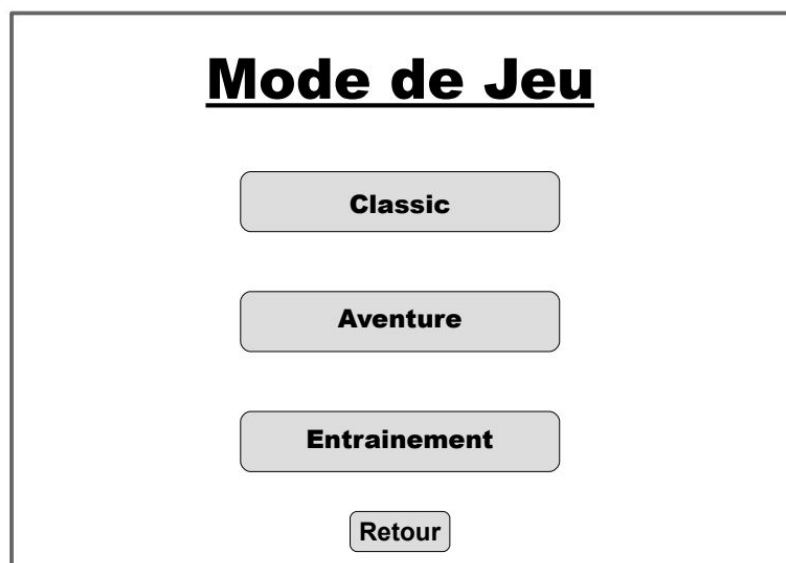 Mode de Jeu
Classic
Aventure
Entrainement
Retour